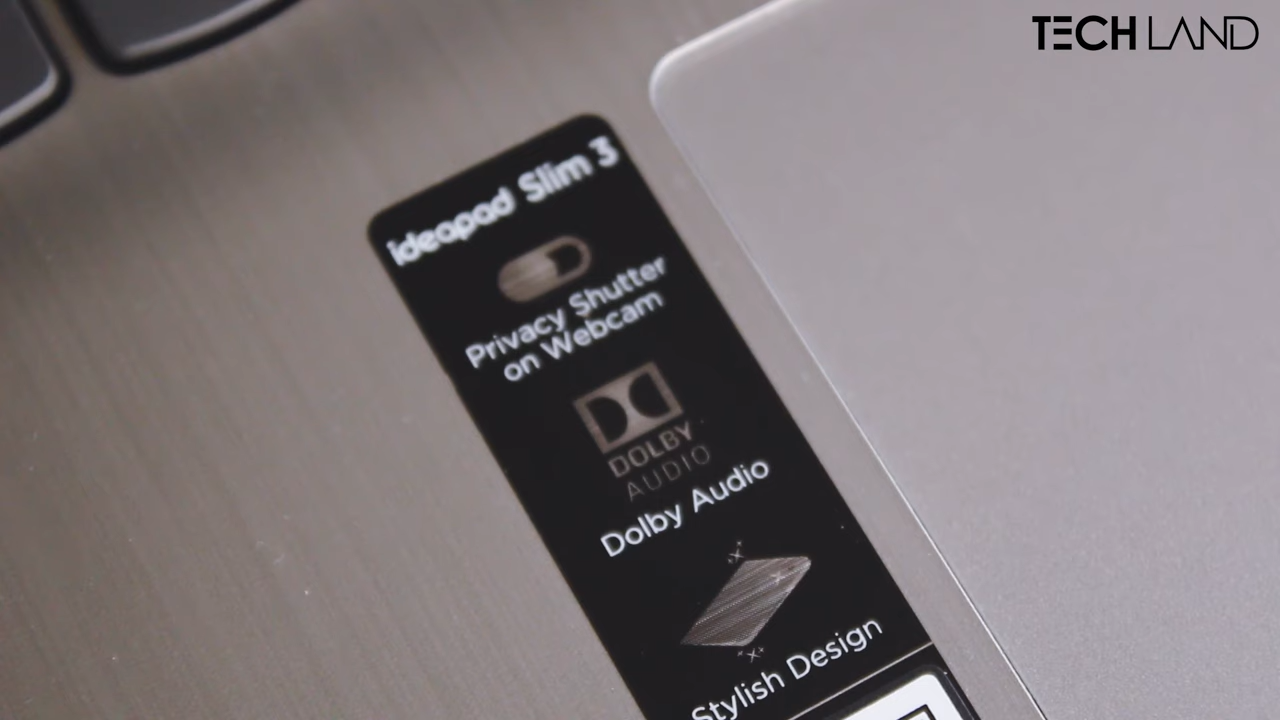 TECH LAND
ideapad Slim 3
Privacy Shutter
on Webcam
DOLBY
AUDIO
Dolby Audio
Stylish Design